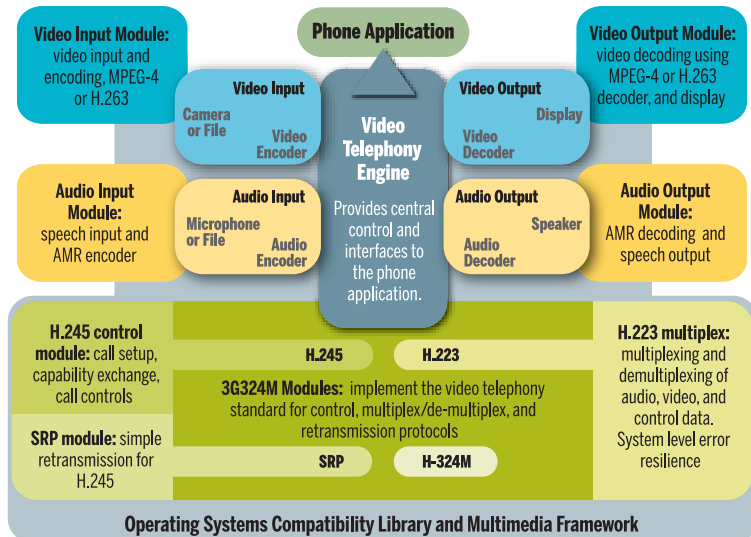 Phone Application
Video Input Module:
video input and
encoding, MPEG-4
or H.263
Video Input
Camera
or File
Video
Encoder
Video
Telephony
Engine
Provides central
control and
interfaces to
the phone
application.
Video Output
Display
Video
Decoder
Video Output Module:
video decoding using
MPEG-4 or H.263
decoder, and display
Audio Input
Module:
speech input and
AMR encoder
Audio Input
Microphone
or File
Audio
Encoder
Audio Output
Speaker
Audio
Decoder
Audio Output
Module:
AMR decoding and
speech output
H.245 control
module: call setup,
capability exchange,
call controls
H.245
H.223
3G324M Modules: implement the video telephony
standard for control, multiplex/de-multiplex, and
retransmission protocols
H.223 multiplex:
multiplexing and
demultiplexing of
audio, video, and
control data.
System level error
resilience
SRP module: simple
retransmission for
H.245
SRP
H-324M
Operating Systems Compatibility Library and Multimedia Framework